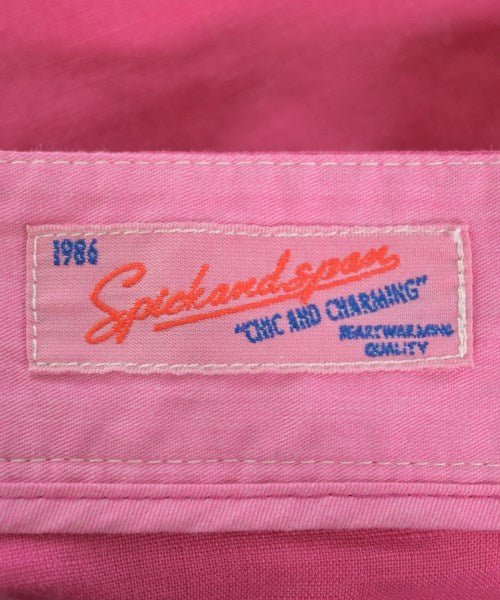 1986
Spickandspan
"CHIC AND CHARMING"
HEARTWARMING
QUALITY